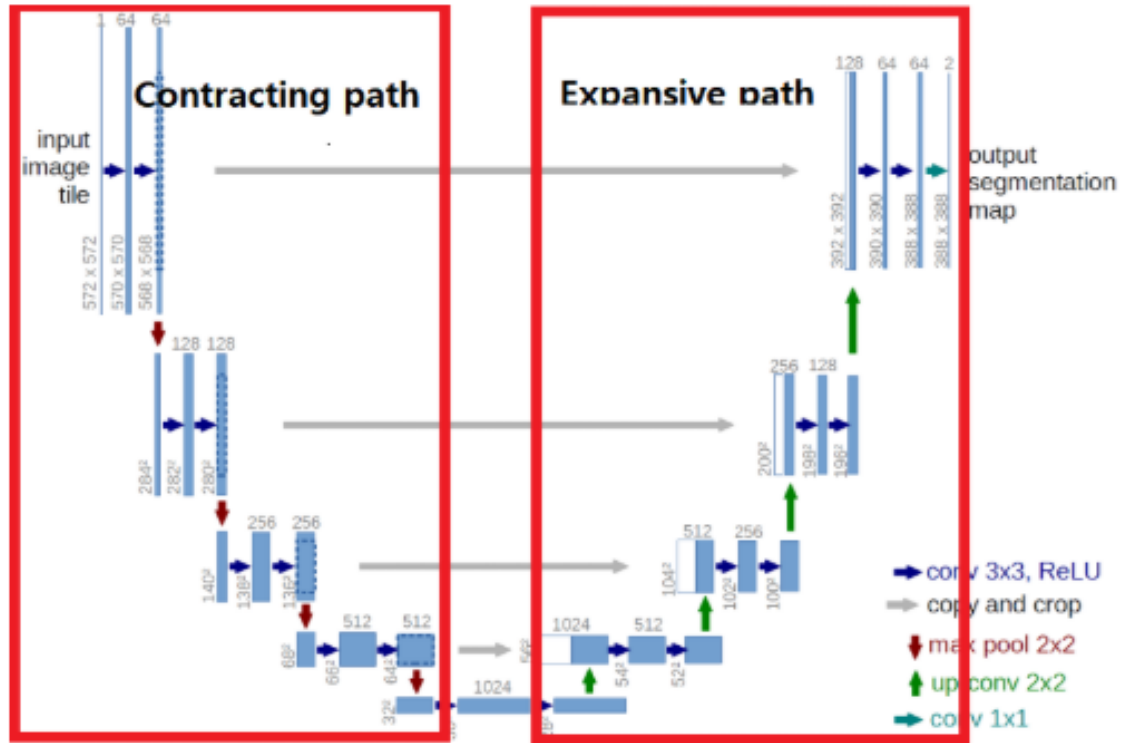 1 64 64
Contracting path
input
image
tile
572 x 572
570 x 570
568 x 568
128 128
284²
282²
280²
256 256
140²
138²
136²
512 512
68²
66²
64²
1024
32²
Expansive path
128 64 64 2
output
segmentation
map
392 x 392
390 x 390
388 x 388
388 x 388
256 128
200²
198²
196²
512 256
104²
102²
100²
1024 512
54²
52²
conv 3x3, ReLU
copy and crop
max pool 2x2
up-conv 2x2
conv 1x1